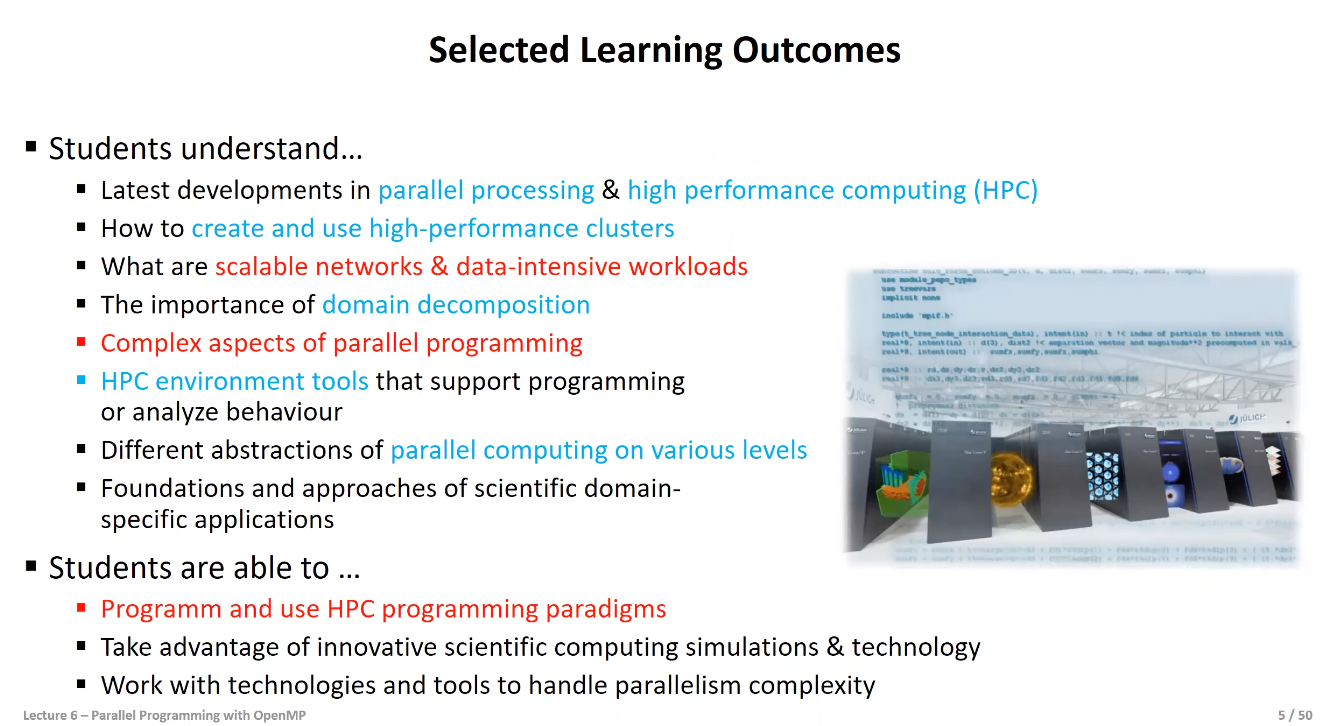 Selected Learning Outcomes
▪ Students understand…
▪ Latest developments in parallel processing & high performance computing (HPC)
▪ How to create and use high-performance clusters
▪ What are scalable networks & data-intensive workloads
▪ The importance of domain decomposition
▪ Complex aspects of parallel programming
▪ HPC environment tools that support programming
or analyze behaviour
▪ Different abstractions of parallel computing on various levels
▪ Foundations and approaches of scientific domain-
specific applications
▪ Students are able to …
▪ Programm and use HPC programming paradigms
▪ Take advantage of innovative scientific computing simulations & technology
▪ Work with technologies and tools to handle parallelism complexity
use module_pepc_types
use treevars
implicit none
include 'mpif.h'
JÜLICH
JÜLICH
Lecture 6 – Parallel Programming with OpenMP
5 / 50